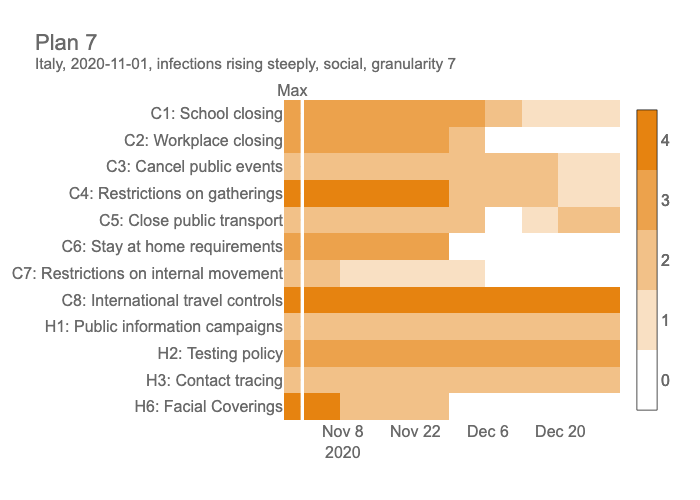 Plan 7
Italy, 2020-11-01, infections rising steeply, social, granularity 7
Max
C1: School closing
C2: Workplace closing
C3: Cancel public events
C4: Restrictions on gatherings
C5: Close public transport
C6: Stay at home requirements
C7: Restrictions on internal movement
C8: International travel controls
H1: Public information campaigns
H2: Testing policy
H3: Contact tracing
H6: Facial Coverings
Nov 8 Nov 22 Dec 6 Dec 20
2020
4
3
2
1
0